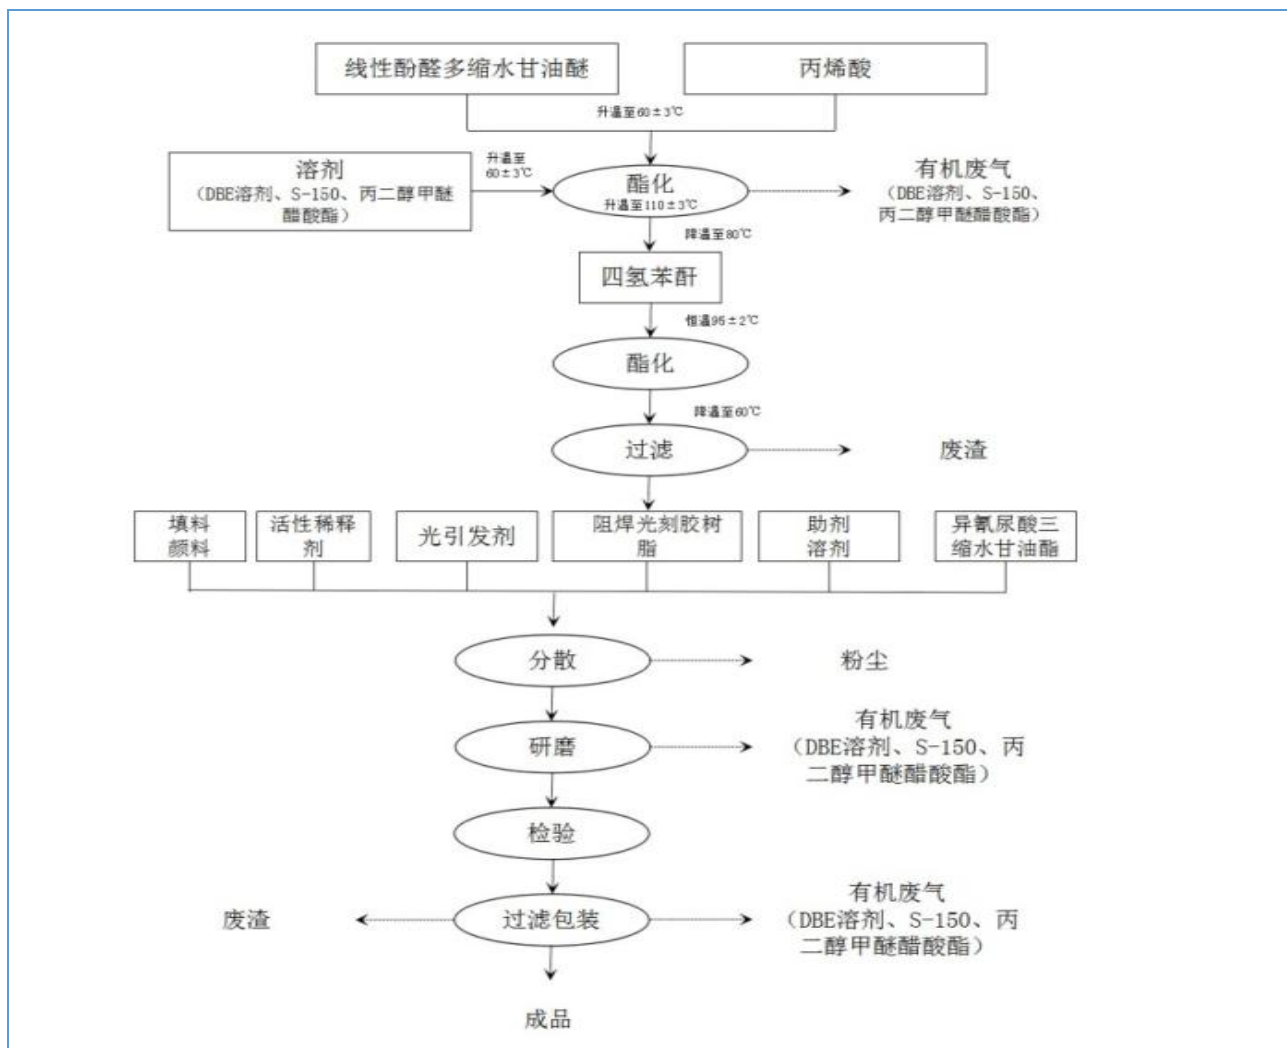 线性酚醛多缩水甘油醚
丙烯酸
升温至60±3℃
溶剂
（DBE溶剂、S-150、丙二醇甲醚
醋酸酯）
升温至
60±3℃
酯化
升温至110±3℃
有机废气
（DBE溶剂、S-150、
丙二醇甲醚醋酸酯）
降温至80℃
四氢苯酐
恒温95±2℃
酯化
降温至60℃
过滤
废渣
填料
颜料
活性稀释
剂
光引发剂
阻焊光刻胶树
脂
助剂
溶剂
异氰尿酸三
缩水甘油酯
分散
粉尘
研磨
有机废气
（DBE溶剂、S-150、丙
二醇甲醚醋酸酯）
检验
废渣
过滤包装
有机废气
（DBE溶剂、S-150、丙
二醇甲醚醋酸酯）
成品